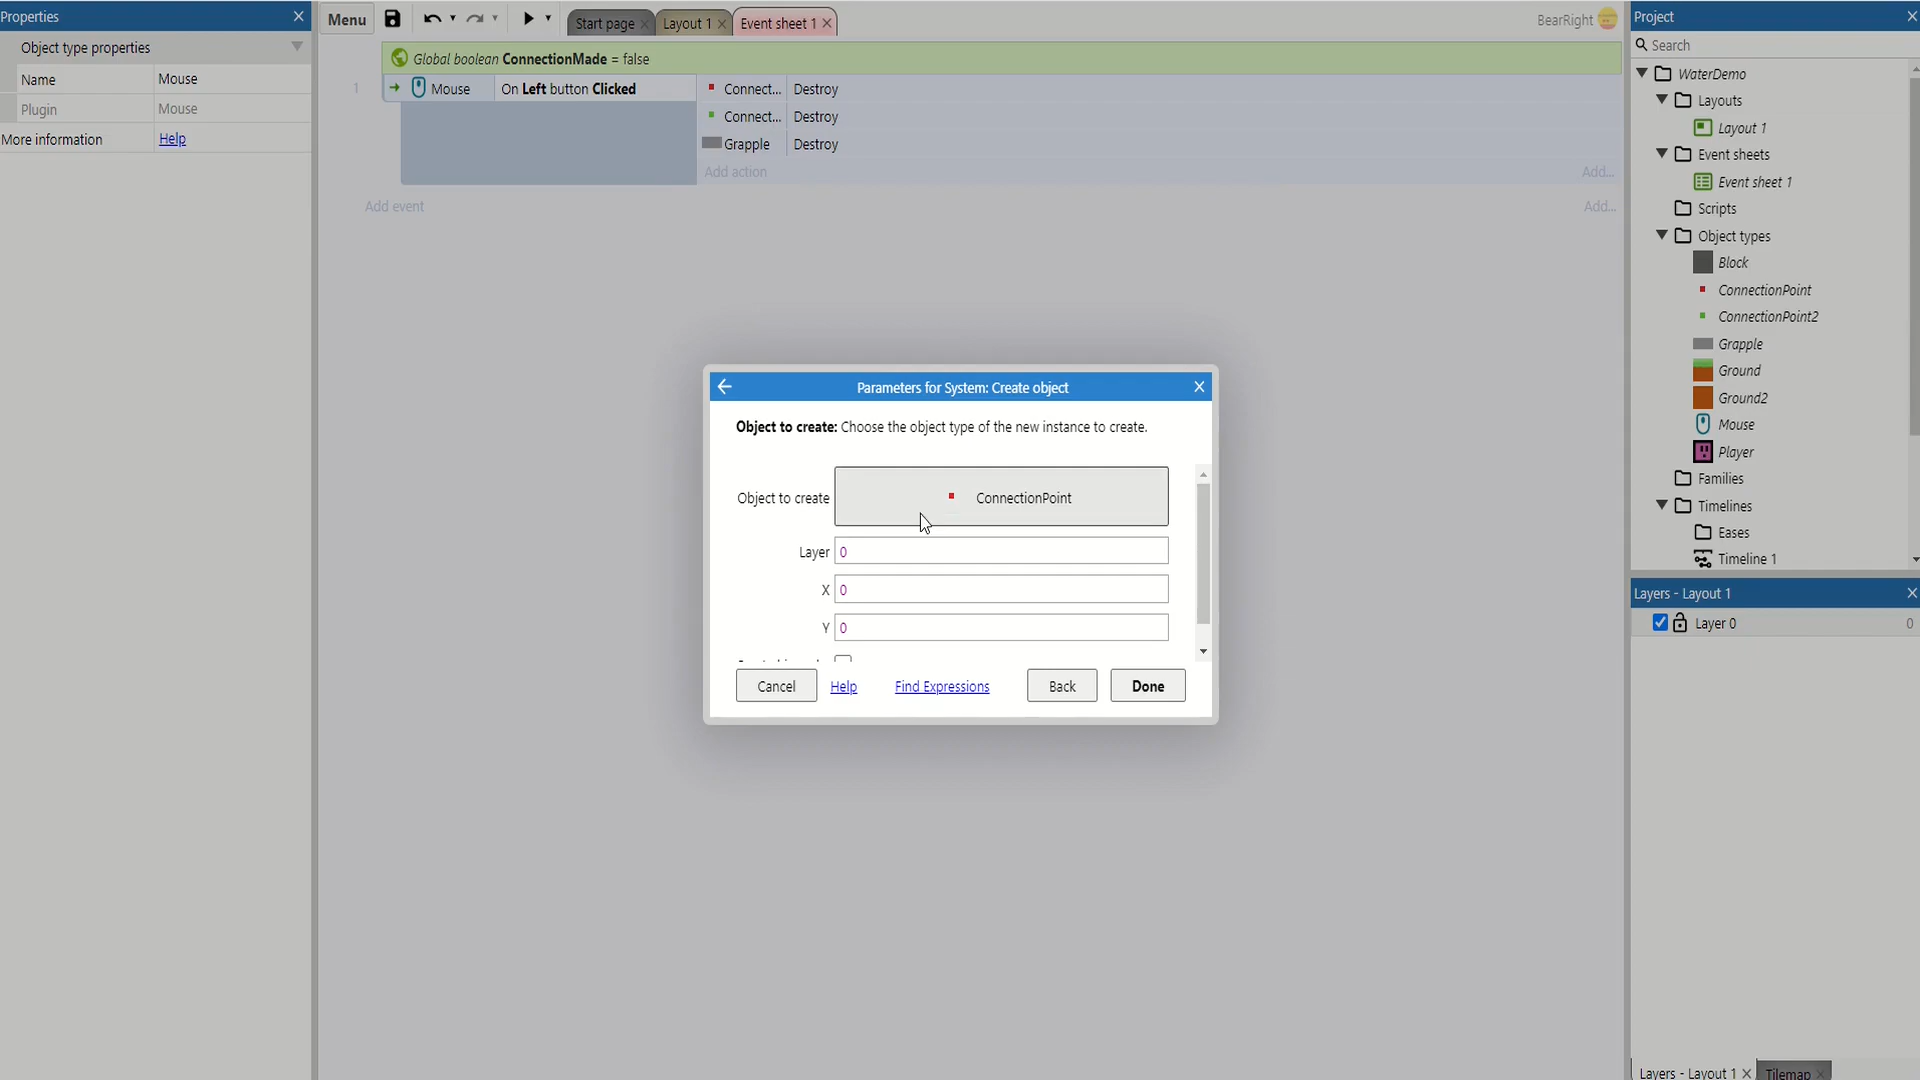 Properties
Object type properties
Name Mouse
Plugin Mouse
More information Help
Menu
Start page
Layout 1
Event sheet 1
BearRight
Global boolean ConnectionMade = false
1
Mouse On Left button Clicked
Connect... Destroy
Connect... Destroy
Grapple Destroy
Add action Add...
Add event Add...
Parameters for System: Create object
Object to create: Choose the object type of the new instance to create.
Object to create ConnectionPoint
Layer 0
X 0
Y 0
Cancel Help Find Expressions Back Done
Project
Search
WaterDemo
Layouts
Layout 1
Event sheets
Event sheet 1
Scripts
Object types
Block
ConnectionPoint
ConnectionPoint2
Grapple
Ground
Ground2
Mouse
Player
Families
Timelines
Eases
Timeline 1
Layers - Layout 1
Layer 0 0
Layers - Layout 1 Tilemap